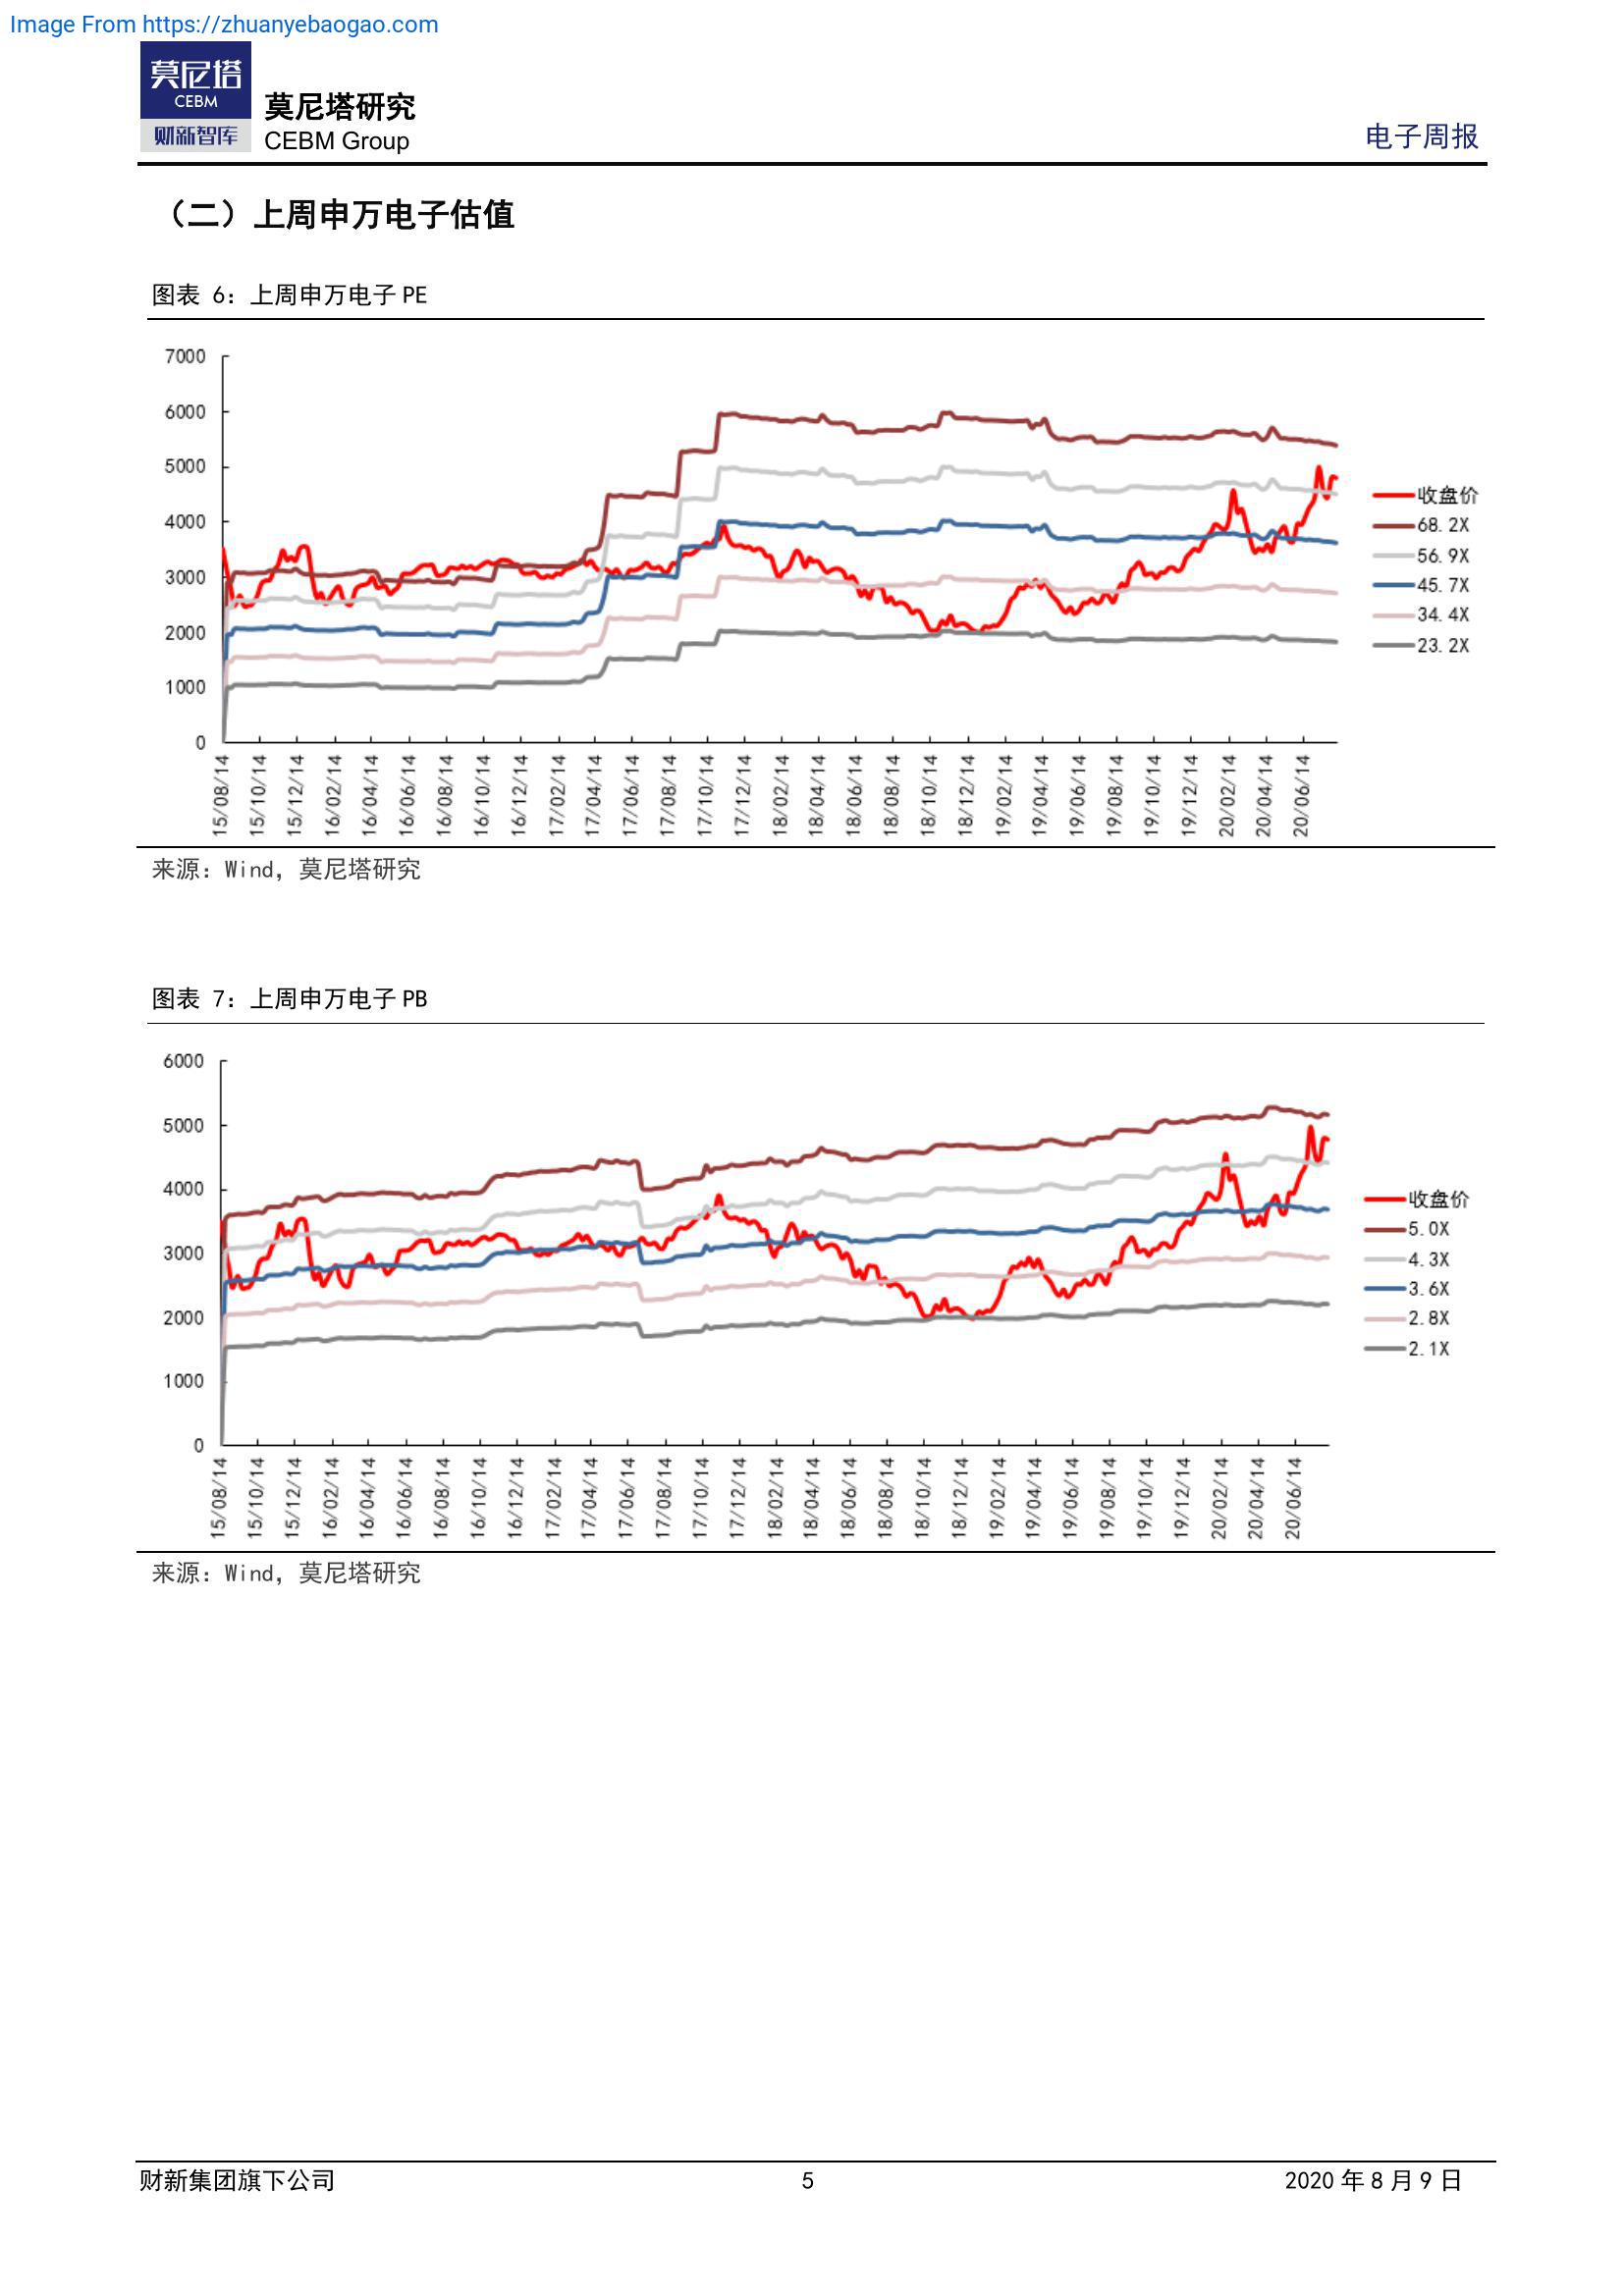 Image From https://zhuanyebaogao.com
莫尼塔
CEBM
财新智库
莫尼塔研究
CEBM Group
电子周报
（二）上周申万电子估值
图表 6：上周申万电子 PE
7000
6000
5000
4000
3000
2000
1000
0
15/08/14
15/10/14
15/12/14
16/02/14
16/04/14
16/06/14
16/08/14
16/10/14
16/12/14
17/02/14
17/04/14
17/06/14
17/08/14
17/10/14
17/12/14
18/02/14
18/04/14
18/06/14
18/08/14
18/10/14
18/12/14
19/02/14
19/04/14
19/06/14
19/08/14
19/10/14
19/12/14
20/02/14
20/04/14
20/06/14
收盘价
68.2X
56.9X
45.7X
34.4X
23.2X
来源：Wind，莫尼塔研究
图表 7：上周申万电子 PB
6000
5000
4000
3000
2000
1000
0
15/08/14
15/10/14
15/12/14
16/02/14
16/04/14
16/06/14
16/08/14
16/10/14
16/12/14
17/02/14
17/04/14
17/06/14
17/08/14
17/10/14
17/12/14
18/02/14
18/04/14
18/06/14
18/08/14
18/10/14
18/12/14
19/02/14
19/04/14
19/06/14
19/08/14
19/10/14
19/12/14
20/02/14
20/04/14
20/06/14
收盘价
5.0X
4.3X
3.6X
2.8X
2.1X
来源：Wind，莫尼塔研究
财新集团旗下公司
5
2020 年 8 月 9 日